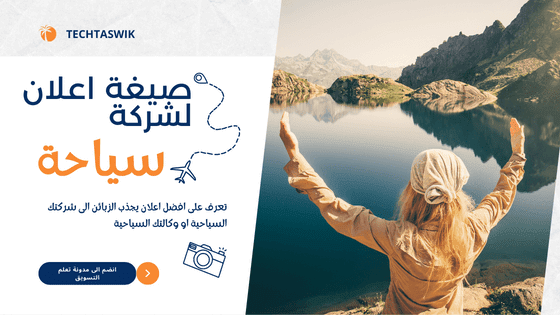 TECHTASWIK
صيغة اعلان
لشركة
سياحة
تعرف على افضل اعلان يجذب الزبائن الى شركتك
السياحية او وكالتك السياحية
انضم الى مدونة تعلم
التسويق